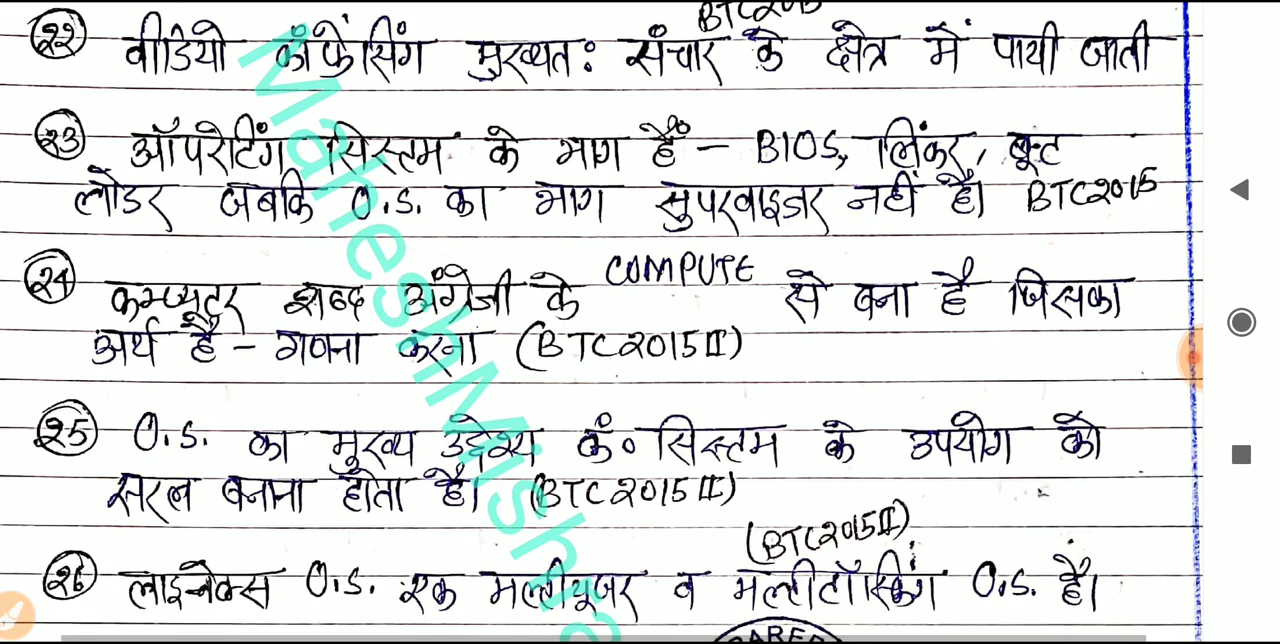 BTC2015
(22) वीडियो कॉफ्रेंसिंग मुख्यतः संचार के क्षेत्र में पायी जाती
(23) ऑपरेटिंग सिस्टम के भाग हैं - BIOS, लिंकर, बूट
लोडर जबकि O.S. का भाग सुपरवाइजर नहीं है। BTC2015
(24) कम्प्यूटर शब्द अंग्रेजी के COMPUTE से बना है जिसका
अर्थ है - गणना करना (BTC2015II)
(25) O.S. का मुख्य उद्देश्य कं० सिस्टम के उपयोग को
सरल बनाना होता है। (BTC2015II)
(BTC2015II)
(26) लाइनेक्स O.S. एक मल्टीयूजर व मल्टीटॉस्किंग O.S. है।
MaheshMishra